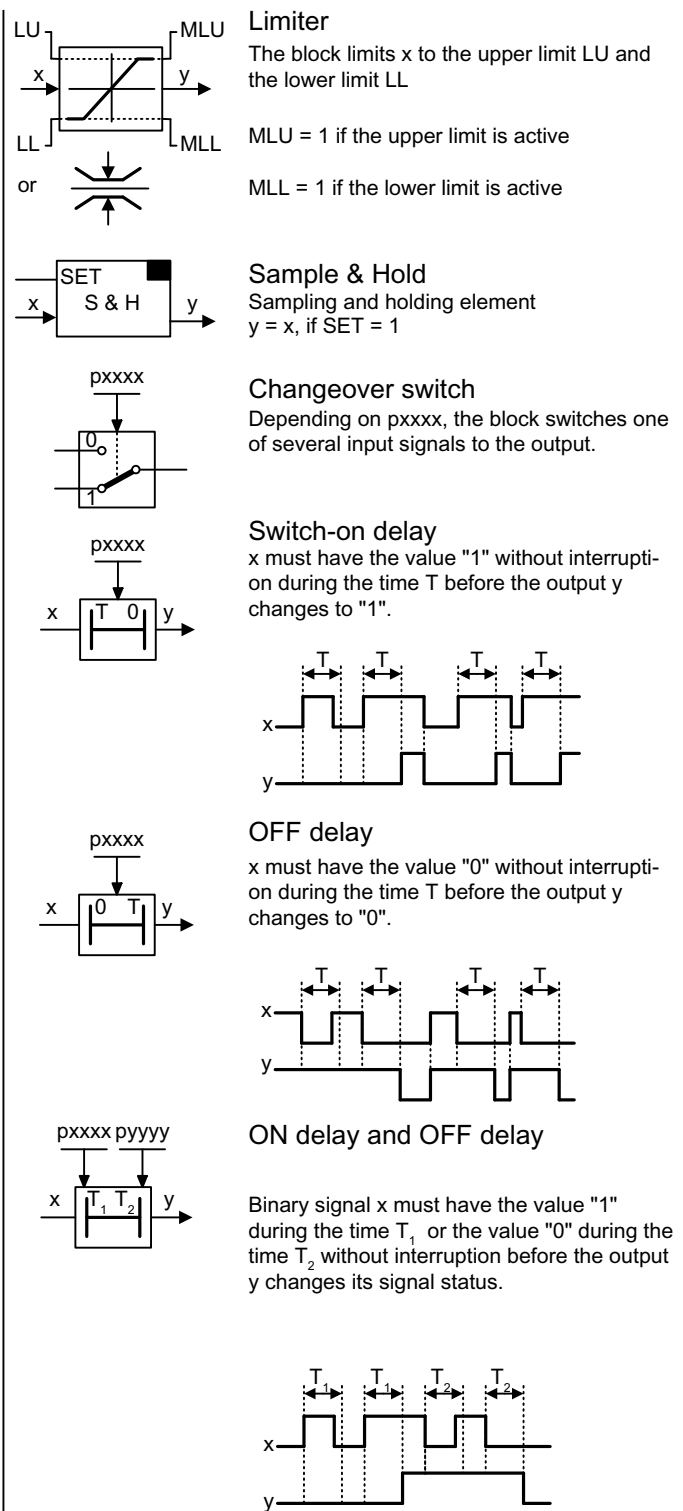 LU
MLU
x
y
LL
MLL
or
Limiter
The block limits x to the upper limit LU and
the lower limit LL
MLU = 1 if the upper limit is active
MLL = 1 if the lower limit is active
SET
S & H
x
y
Sample & Hold
Sampling and holding element
y = x, if SET = 1
pxxxx
0
1
Changeover switch
Depending on pxxxx, the block switches one
of several input signals to the output.
pxxxx
x
T 0
y
Switch-on delay
x must have the value "1" without interrupti-
on during the time T before the output y
changes to "1".
T T T T
x
y
pxxxx
x
0 T
y
OFF delay
x must have the value "0" without interrupti-
on during the time T before the output y
changes to "0".
T T T T
x
y
pxxxx pyyyy
x
T₁ T₂
y
ON delay and OFF delay
Binary signal x must have the value "1"
during the time T₁ or the value "0" during the
time T₂ without interruption before the output
y changes its signal status.
T₁ T₁ T₂ T₂
x
y